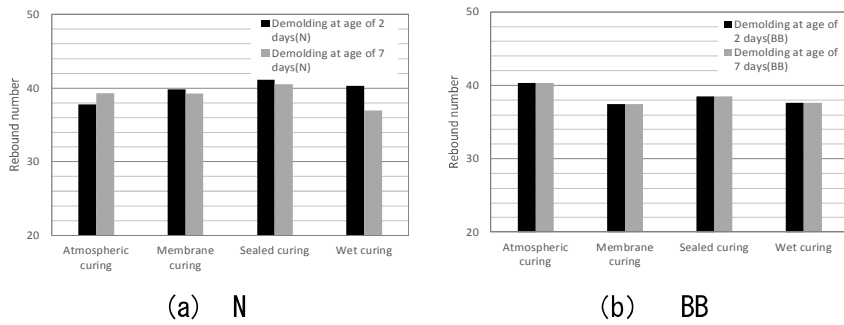 50
40
30
20
Rebound number
Demolding at age of 2
days(N)
Demolding at age of 7
days(N)
Atmospheric
curing
Membrane
curing
Sealed curing
Wet curing
(a) N
50
40
30
20
Rebound number
Demolding at age of
2 days(BB)
Demolding at age of
7 days(BB)
Atmospheric
curing
Membrane
curing
Sealed curing
Wet curing
(b) BB